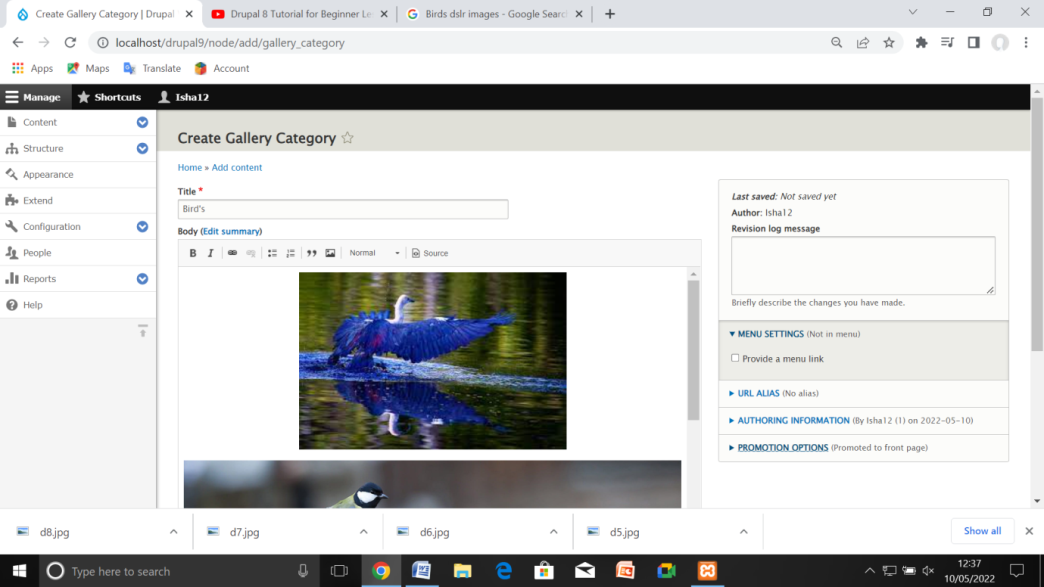 Create Gallery Category | Drupal
Drupal 8 Tutorial for Beginner Le
Birds dslr images - Google Search
localhost/drupal9/node/add/gallery_category
Apps Maps Translate Account
Manage Shortcuts Isha12
Content
Structure
Appearance
Extend
Configuration
People
Reports
Help
Create Gallery Category
Home » Add content
Title *
Bird's
Body (Edit summary)
B I Normal Source
Last saved: Not saved yet
Author: Isha12
Revision log message
Briefly describe the changes you have made.
MENU SETTINGS (Not in menu)
Provide a menu link
URL ALIAS (No alias)
AUTHORING INFORMATION (By Isha12 (1) on 2022-05-10)
PROMOTION OPTIONS (Promoted to front page)
d8.jpg d7.jpg d6.jpg d5.jpg Show all
Type here to search
12:37
10/05/2022